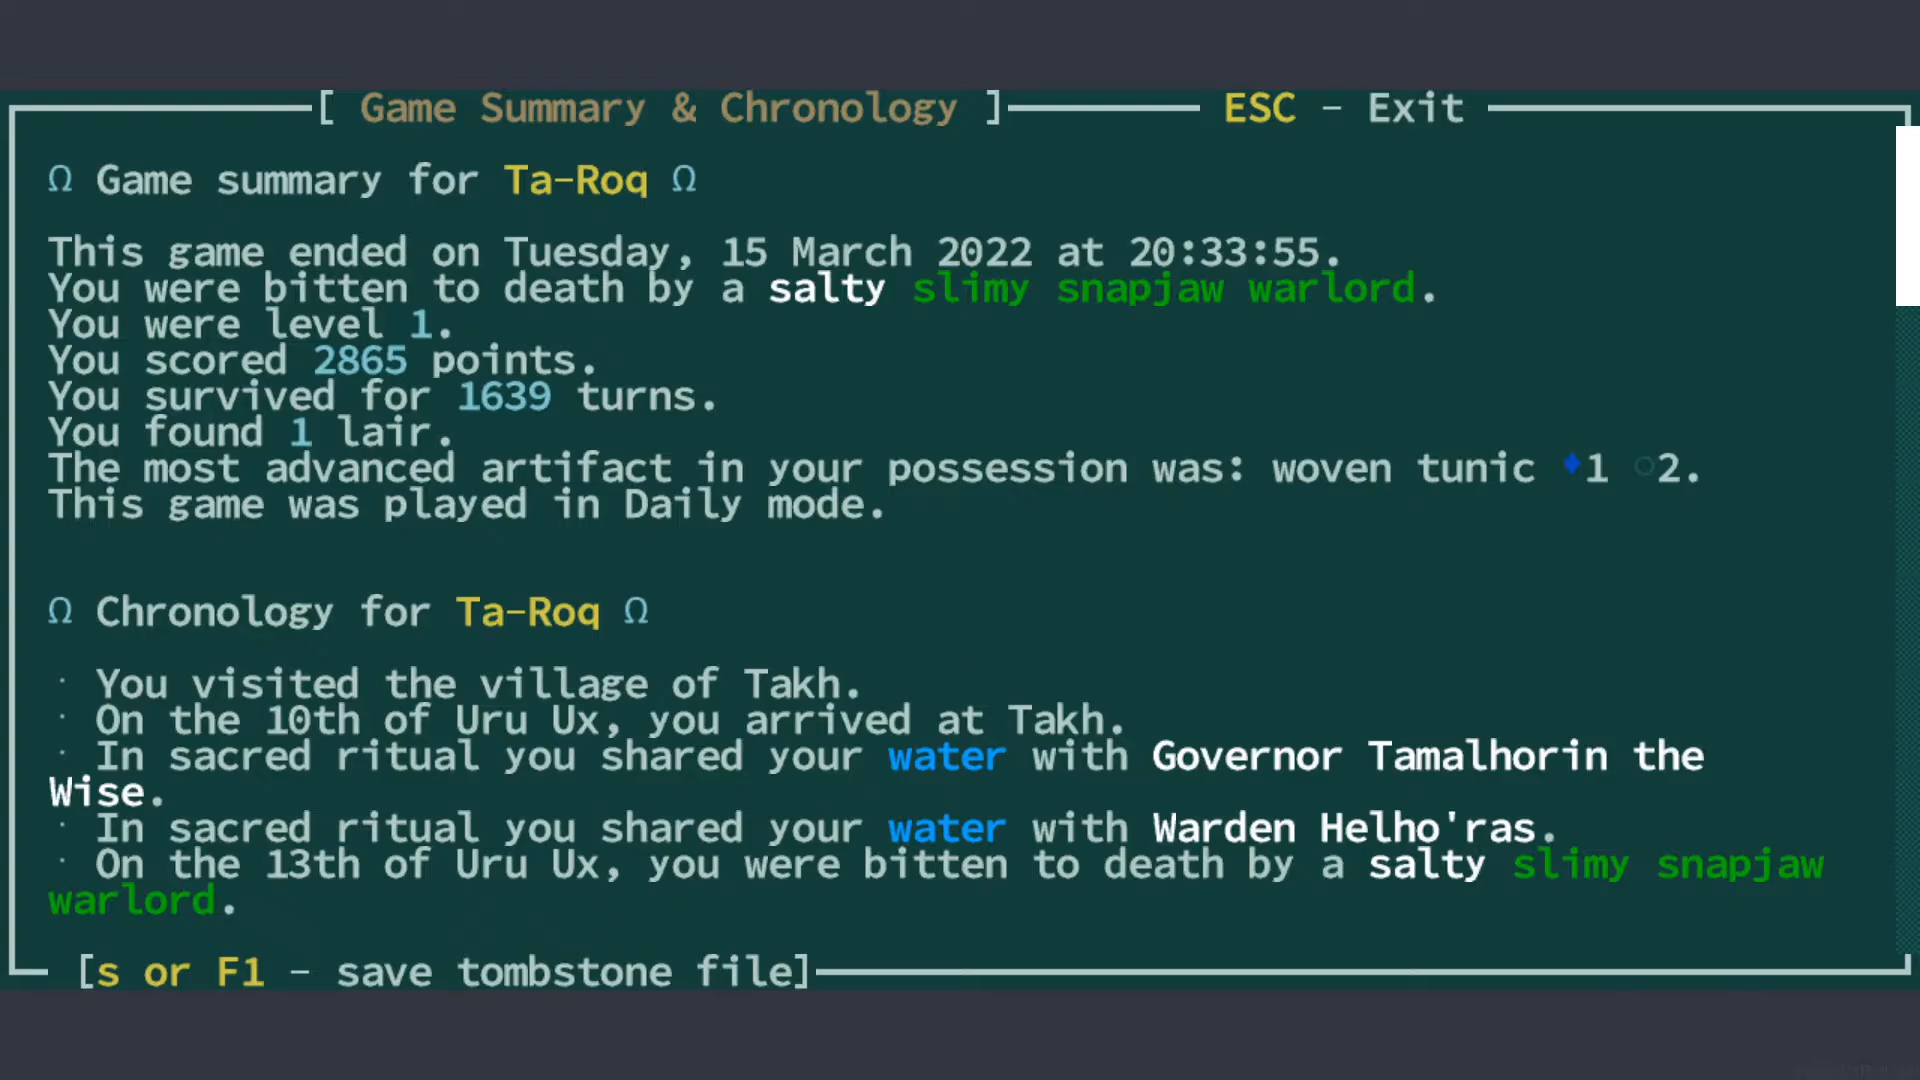 [ Game Summary & Chronology ] ESC - Exit
Ω Game summary for Ta-Roq Ω
This game ended on Tuesday, 15 March 2022 at 20:33:55.
You were bitten to death by a salty slimy snapjaw warlord.
You were level 1.
You scored 2865 points.
You survived for 1639 turns.
You found 1 lair.
The most advanced artifact in your possession was: woven tunic ♦1 ○2.
This game was played in Daily mode.
Ω Chronology for Ta-Roq Ω
· You visited the village of Takh.
· On the 10th of Uru Ux, you arrived at Takh.
· In sacred ritual you shared your water with Governor Tamalhorin the
Wise.
· In sacred ritual you shared your water with Warden Helho'ras.
· On the 13th of Uru Ux, you were bitten to death by a salty slimy snapjaw
warlord.
[s or F1 - save tombstone file]